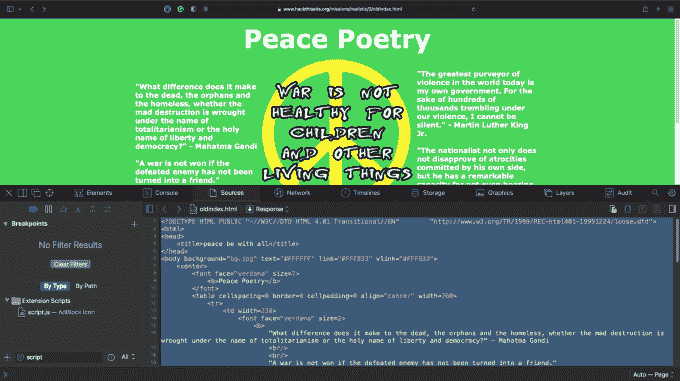 www.hackthissite.org/missions/realistic/3/oldindex.html
Peace Poetry
"What difference does it make
to the dead, the orphans and
the homeless, whether the
mad destruction is wrought
under the name of
totalitarianism or the holy
name of liberty and
democracy?" - Mahatma Gandi
"A war is not won if the
defeated enemy has not been
turned into a friend."
WAR IS NOT
HEALTHY FOR
CHILDREN
AND OTHER
LIVING THINGS
"The greatest purveyor of
violence in the world today is
my own government. For the
sake of hundreds of
thousands trembling under
our violence, I cannot be
silent." - Martin Luther King
Jr.
"The nationalist not only does
not disapprove of atrocities
committed by his own side,
but he has a remarkable
capacity for not even hearing
Elements Console Sources Network Timelines Storage Graphics Layers Audit
Breakpoints
No Filter Results
Clear Filters
By Type By Path
Extension Scripts
script.js — AdBlock Icon
script All
oldindex.html Response
<!DOCTYPE HTML PUBLIC "-//W3C//DTD HTML 4.01 Transitional//EN" "http://www.w3.org/TR/1999/REC-html401-19991224/loose.dtd">
<html>
<head>
<title>peace be with all</title>
</head>
<body background="bg.jpg" text="#FFFFFF" link="#FFF833" vlink="#FFF833">
<center>
<font face="verdana" size=7>
<b>Peace Poetry</b>
</font>
<table cellspacing=0 border=0 cellpadding=0 align="center" width=760>
<tr>
<td width=230>
<font face="verdana" size=2>
<b>
"What difference does it make to the dead, the orphans and the homeless, whether the mad destruction is
wrought under the name of totalitarianism or the holy name of liberty and democracy?" - Mahatma Gandi
<br/>
<br/>
"A war is not won if the defeated enemy has not been turned into a friend."
Auto — Page